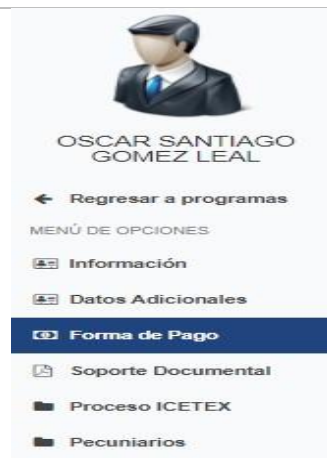 OSCAR SANTIAGO
GOMEZ LEAL
Regresar a programas
MENÚ DE OPCIONES
Información
Datos Adicionales
Forma de Pago
Soporte Documental
Proceso ICETEX
Pecuniarios